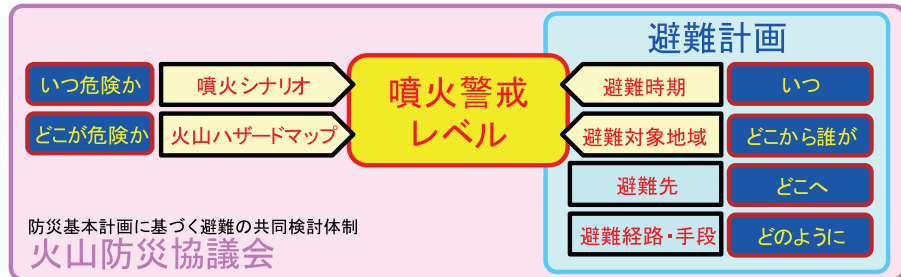 避難計画
いつ危険か
噴火シナリオ
噴火警戒
レベル
避難時期
いつ
どこが危険か
火山ハザードマップ
避難対象地域
どこから誰が
避難先
どこへ
避難経路・手段
どのように
防災基本計画に基づく避難の共同検討体制
火山防災協議会